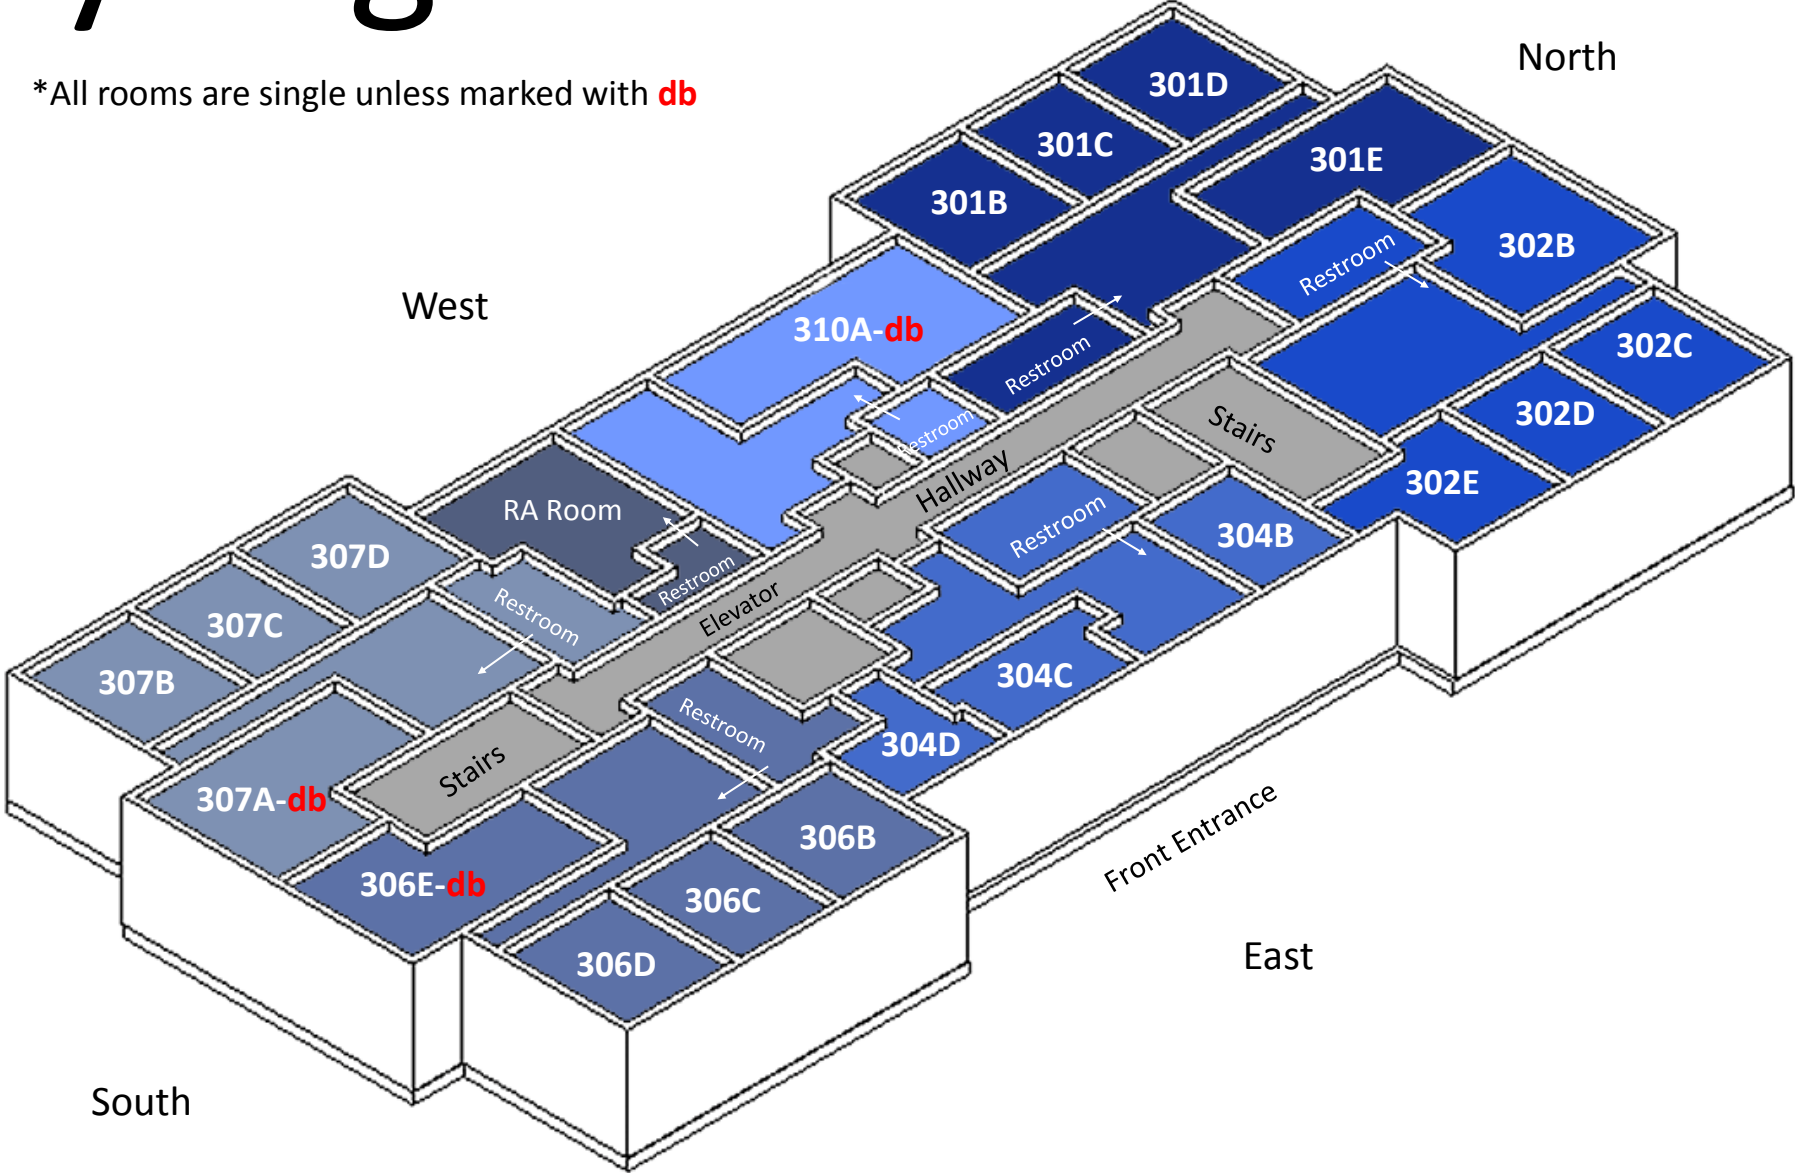 *All rooms are single unless marked with db
North
West
East
South
301D
301C
301B
301E
302B
302C
302D
302E
Restroom
310A-db
Restroom
Restroom
Stairs
Hallway
RA Room
Restroom
Restroom
304B
304C
304D
Elevator
307D
307C
307B
Restroom
307A-db
Stairs
Restroom
306E-db
306B
306C
306D
Front Entrance